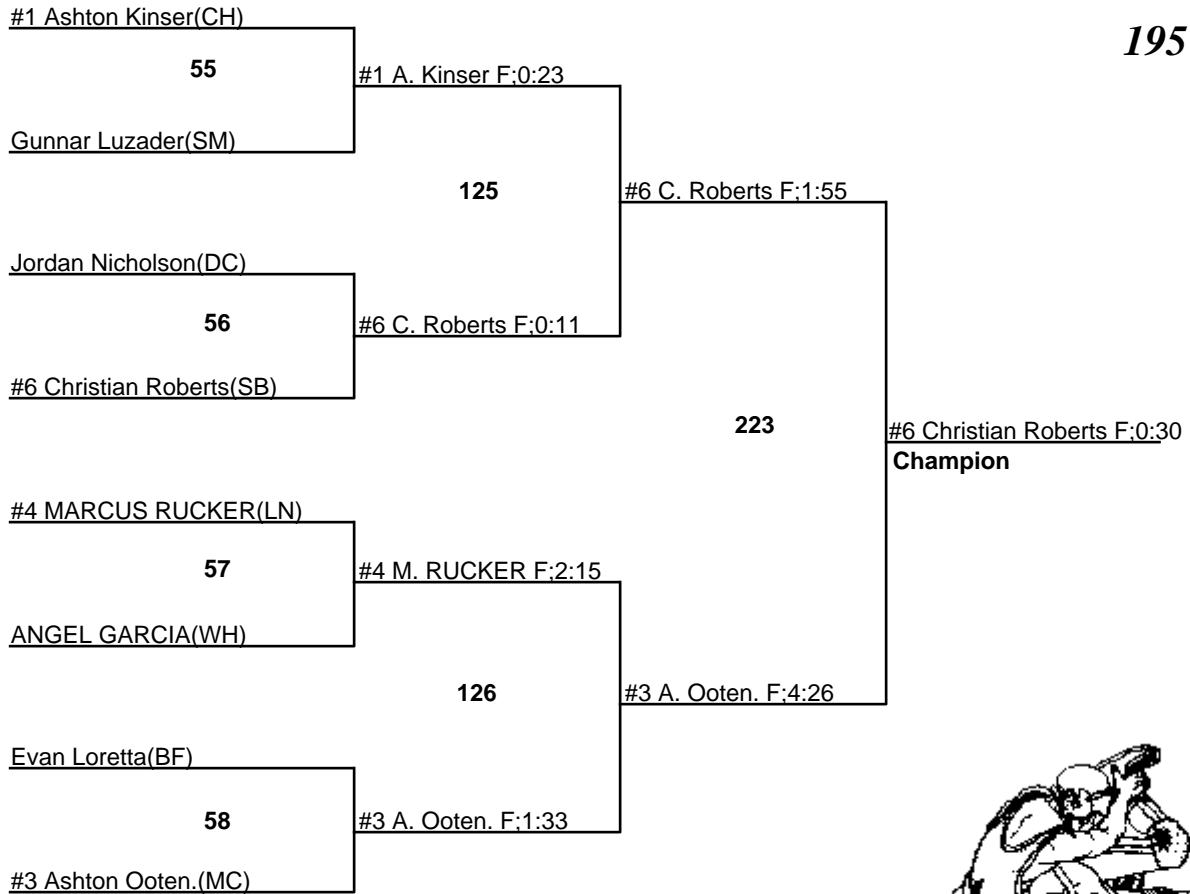 #1 Ashton Kinser(CH)
195
55
#1 A. Kinser F;0:23
Gunnar Luzader(SM)
125
#6 C. Roberts F;1:55
Jordan Nicholson(DC)
56
#6 C. Roberts F;0:11
#6 Christian Roberts(SB)
223
#6 Christian Roberts F;0:30
Champion
#4 MARCUS RUCKER(LN)
57
#4 M. RUCKER F;2:15
ANGEL GARCIA(WH)
126
#3 A. Ooten. F;4:26
Evan Loretta(BF)
58
#3 A. Ooten. F;1:33
#3 Ashton Ooten.(MC)